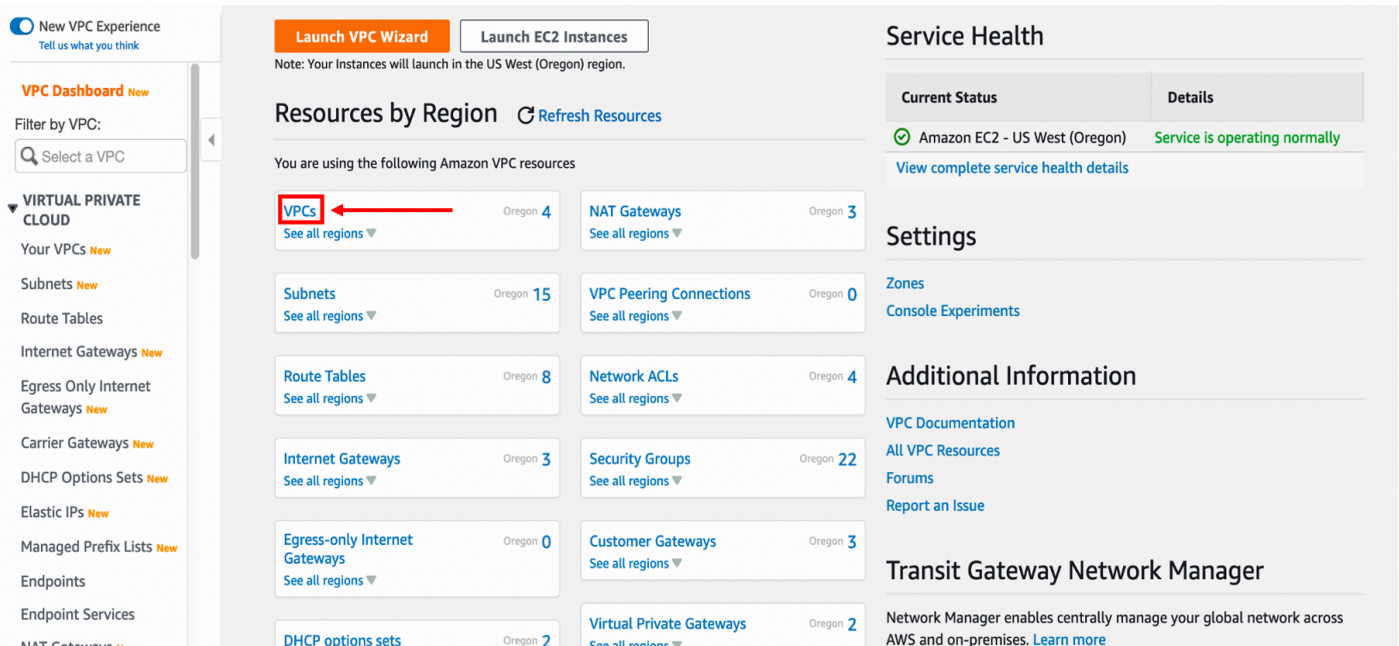 New VPC Experience
Tell us what you think
VPC Dashboard New
Filter by VPC:
Select a VPC
VIRTUAL PRIVATE
CLOUD
Your VPCs New
Subnets New
Route Tables
Internet Gateways New
Egress Only Internet
Gateways New
Carrier Gateways New
DHCP Options Sets New
Elastic IPs New
Managed Prefix Lists New
Endpoints
Endpoint Services
NAT Gateways
Launch VPC Wizard
Launch EC2 Instances
Note: Your Instances will launch in the US West (Oregon) region.
Resources by Region
Refresh Resources
You are using the following Amazon VPC resources
VPCs Oregon 4
See all regions
NAT Gateways Oregon 3
See all regions
Subnets Oregon 15
See all regions
VPC Peering Connections Oregon 0
See all regions
Route Tables Oregon 8
See all regions
Network ACLs Oregon 4
See all regions
Internet Gateways Oregon 3
See all regions
Security Groups Oregon 22
See all regions
Egress-only Internet Oregon 0
Gateways
See all regions
Customer Gateways Oregon 3
See all regions
DHCP options sets Oregon 2
Virtual Private Gateways Oregon 2
See all regions
Service Health
Current Status Details
Amazon EC2 - US West (Oregon) Service is operating normally
View complete service health details
Settings
Zones
Console Experiments
Additional Information
VPC Documentation
All VPC Resources
Forums
Report an Issue
Transit Gateway Network Manager
Network Manager enables centrally manage your global network across
AWS and on-premises. Learn more